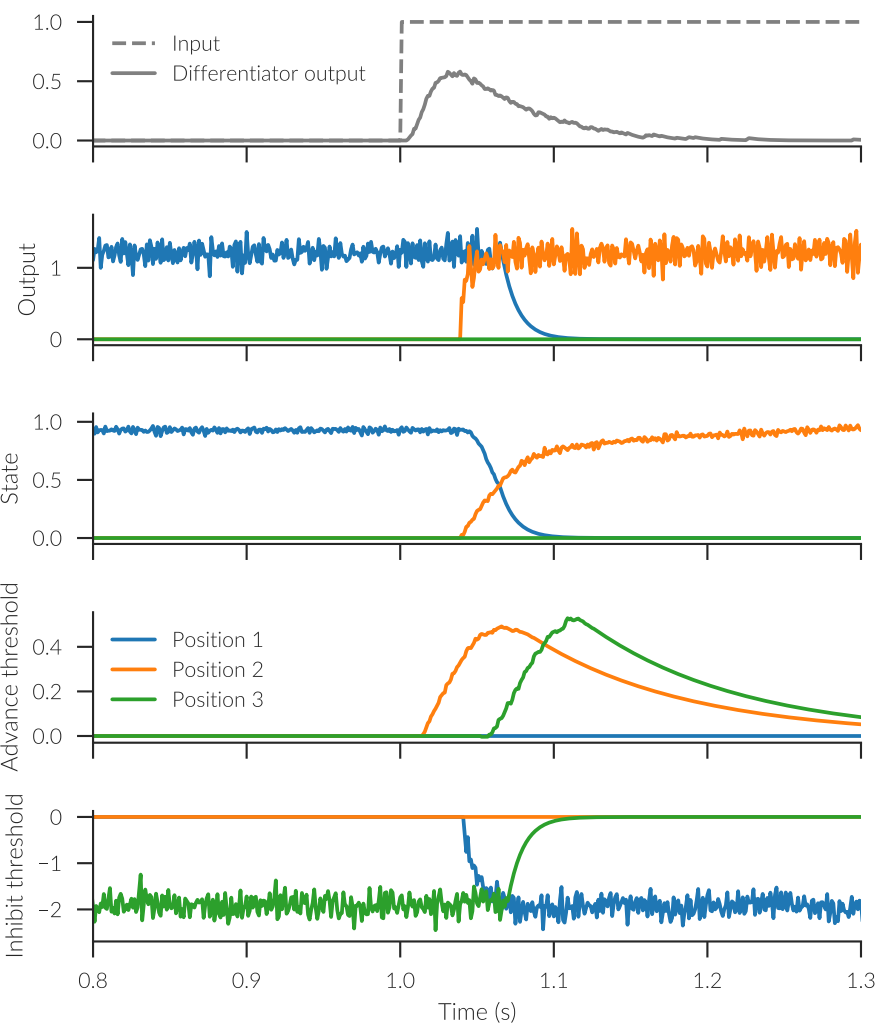 1.0
Input
Differentiator output
0.5
0.0
Output
1
0
State
1.0
0.5
0.0
Advance threshold
Position 1
Position 2
Position 3
0.4
0.2
0.0
Inhibit threshold
0
−1
−2
0.8 0.9 1.0 1.1 1.2 1.3
Time (s)